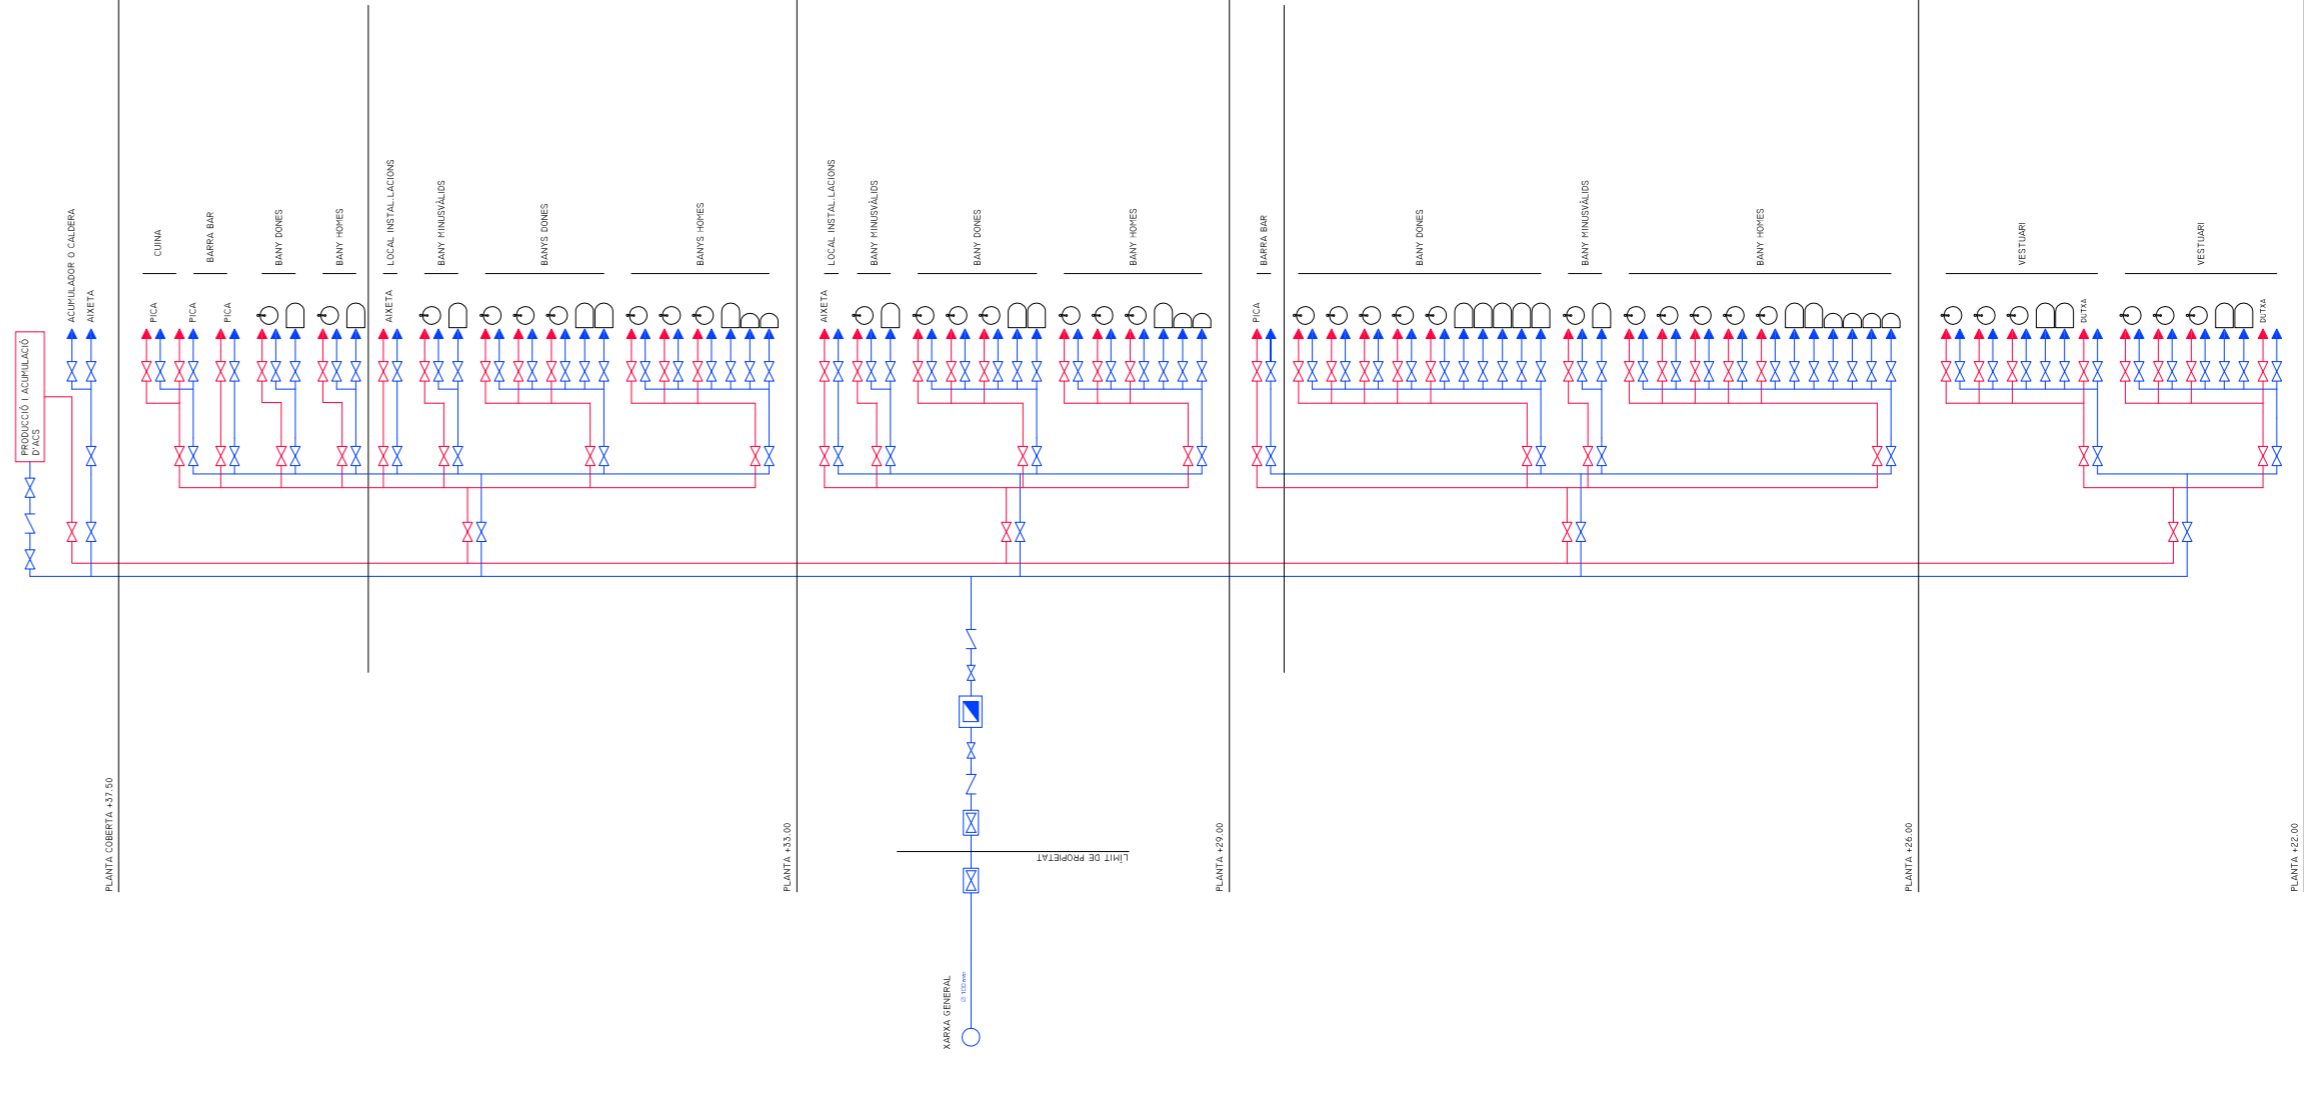 PRODUCCIÓ I ACUMULACIÓ
D'ACS
ACUMULADOR O CALDERA
AIXETA
PLANTA COBERTA +37.50
CUINA
PICA
BARRA BAR
PICA
PICA
BANY DONES
BANY HOMES
LOCAL INSTAL.LACIONS
AIXETA
BANY MINUSVÀLIDS
BANYS DONES
BANYS HOMES
PLANTA +33.00
LOCAL INSTAL.LACIONS
AIXETA
BANY MINUSVÀLIDS
BANY DONES
BANY HOMES
LÍMIT DE PROPIETAT
XARXA GENERAL
Ø 100mm
PLANTA +29.00
BARRA BAR
PICA
BANY DONES
BANY MINUSVÀLIDS
BANY HOMES
PLANTA +26.00
VESTUARI
DUTXA
VESTUARI
DUTXA
PLANTA +22.00